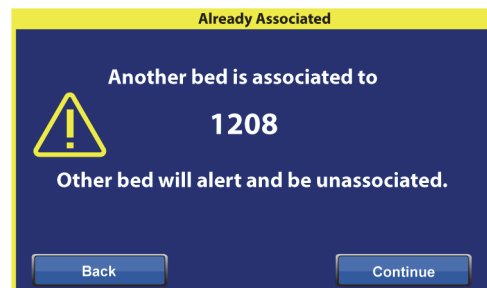 Already Associated
Another bed is associated to
1208
Other bed will alert and be unassociated.
Back
Continue